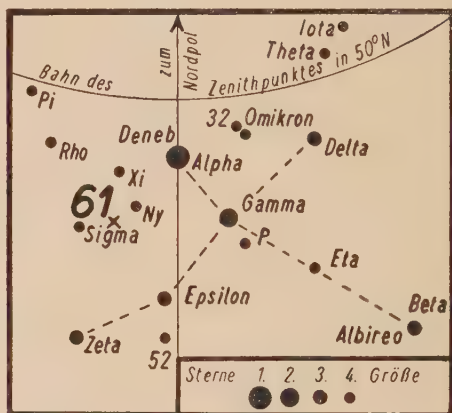 zum
Nordpol
Iota
Theta
Bahn des Zenithpunktes in 50°N
Pi
32 Omikron
Deneb
Alpha
Delta
Rho
Xi
61
Ny
Sigma
Gamma
P
Eta
Epsilon
Beta
Albireo
Zeta
52
Sterne 1. 2. 3. 4. Größe